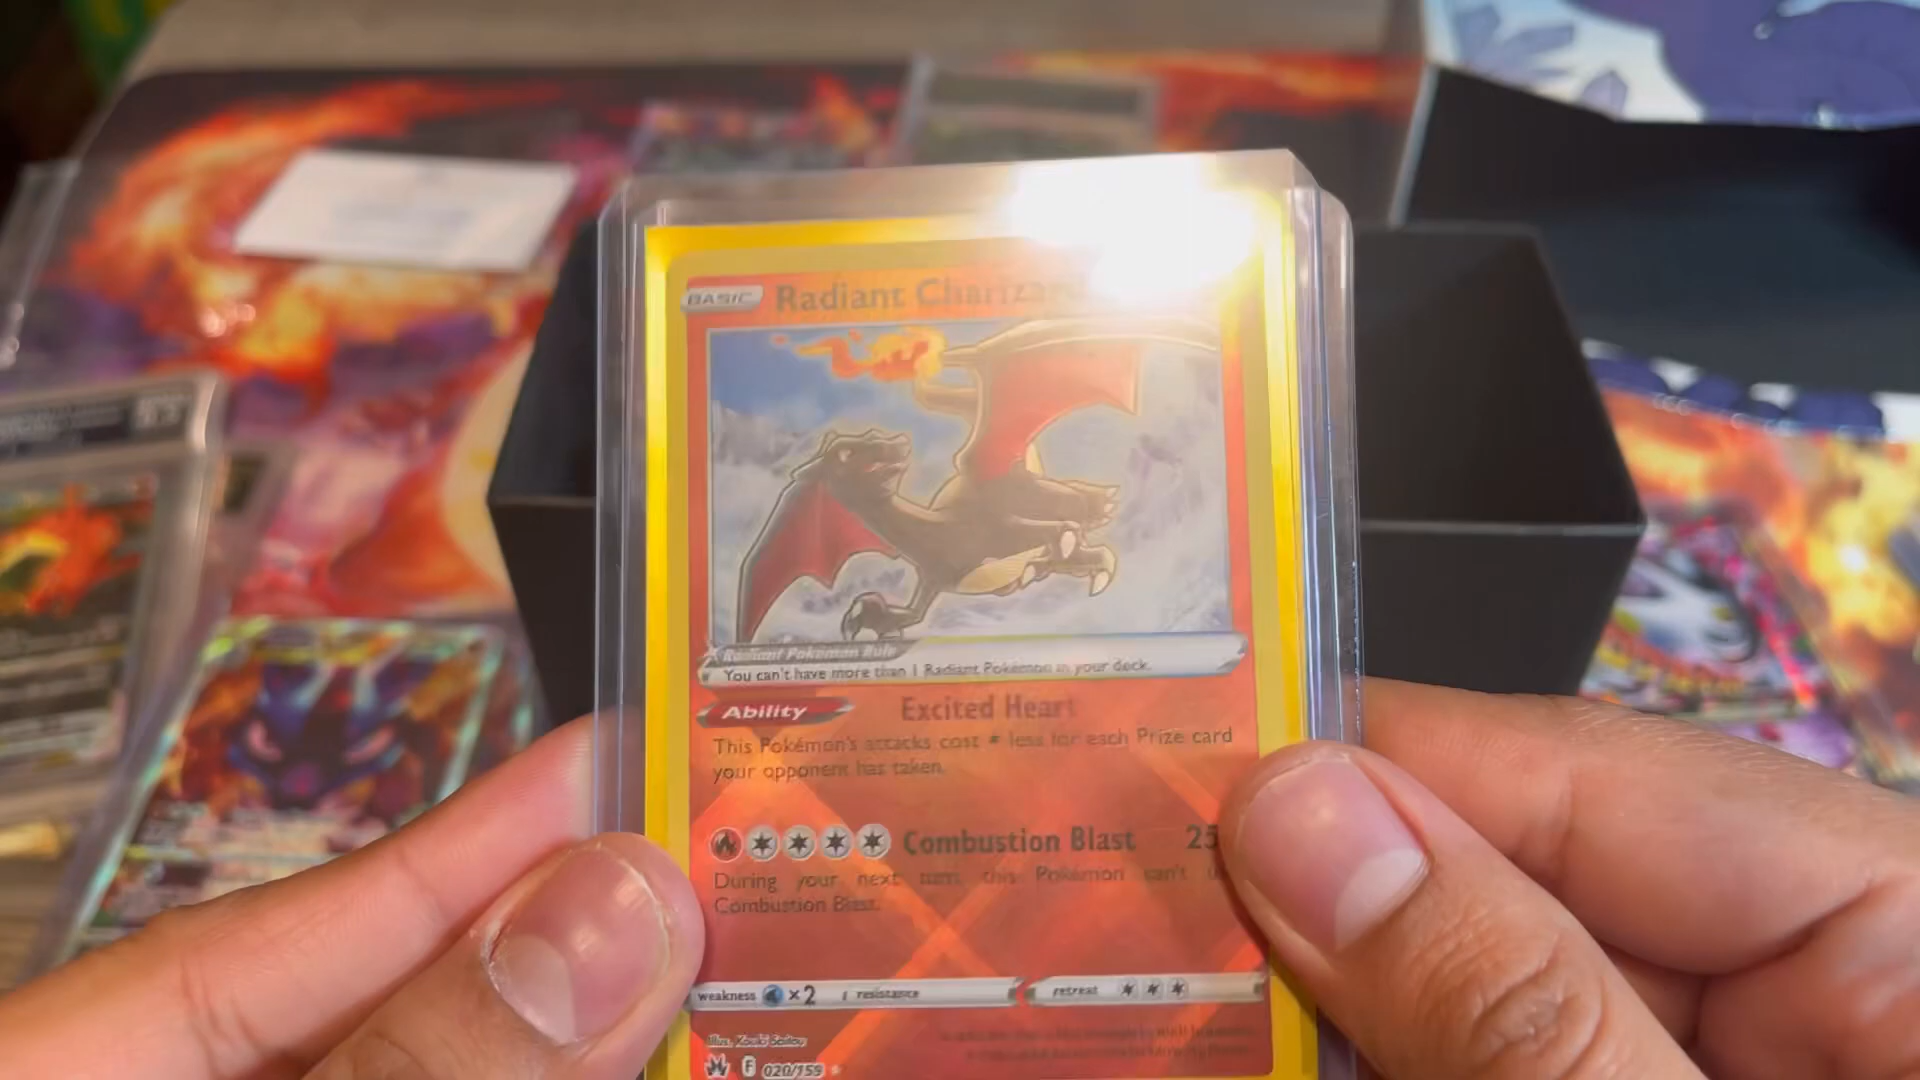 BASIC Radiant Charizard
Radiant Pokémon Rule
You can't have more than 1 Radiant Pokémon in your deck.
Ability Excited Heart
This Pokémon's attacks cost less for each Prize card
your opponent has taken.
Combustion Blast 25
During your next turn, this Pokémon can't u
Combustion Blast.
weakness ×2 resistance retreat
Illus. Kouki Saitou
F 020/159